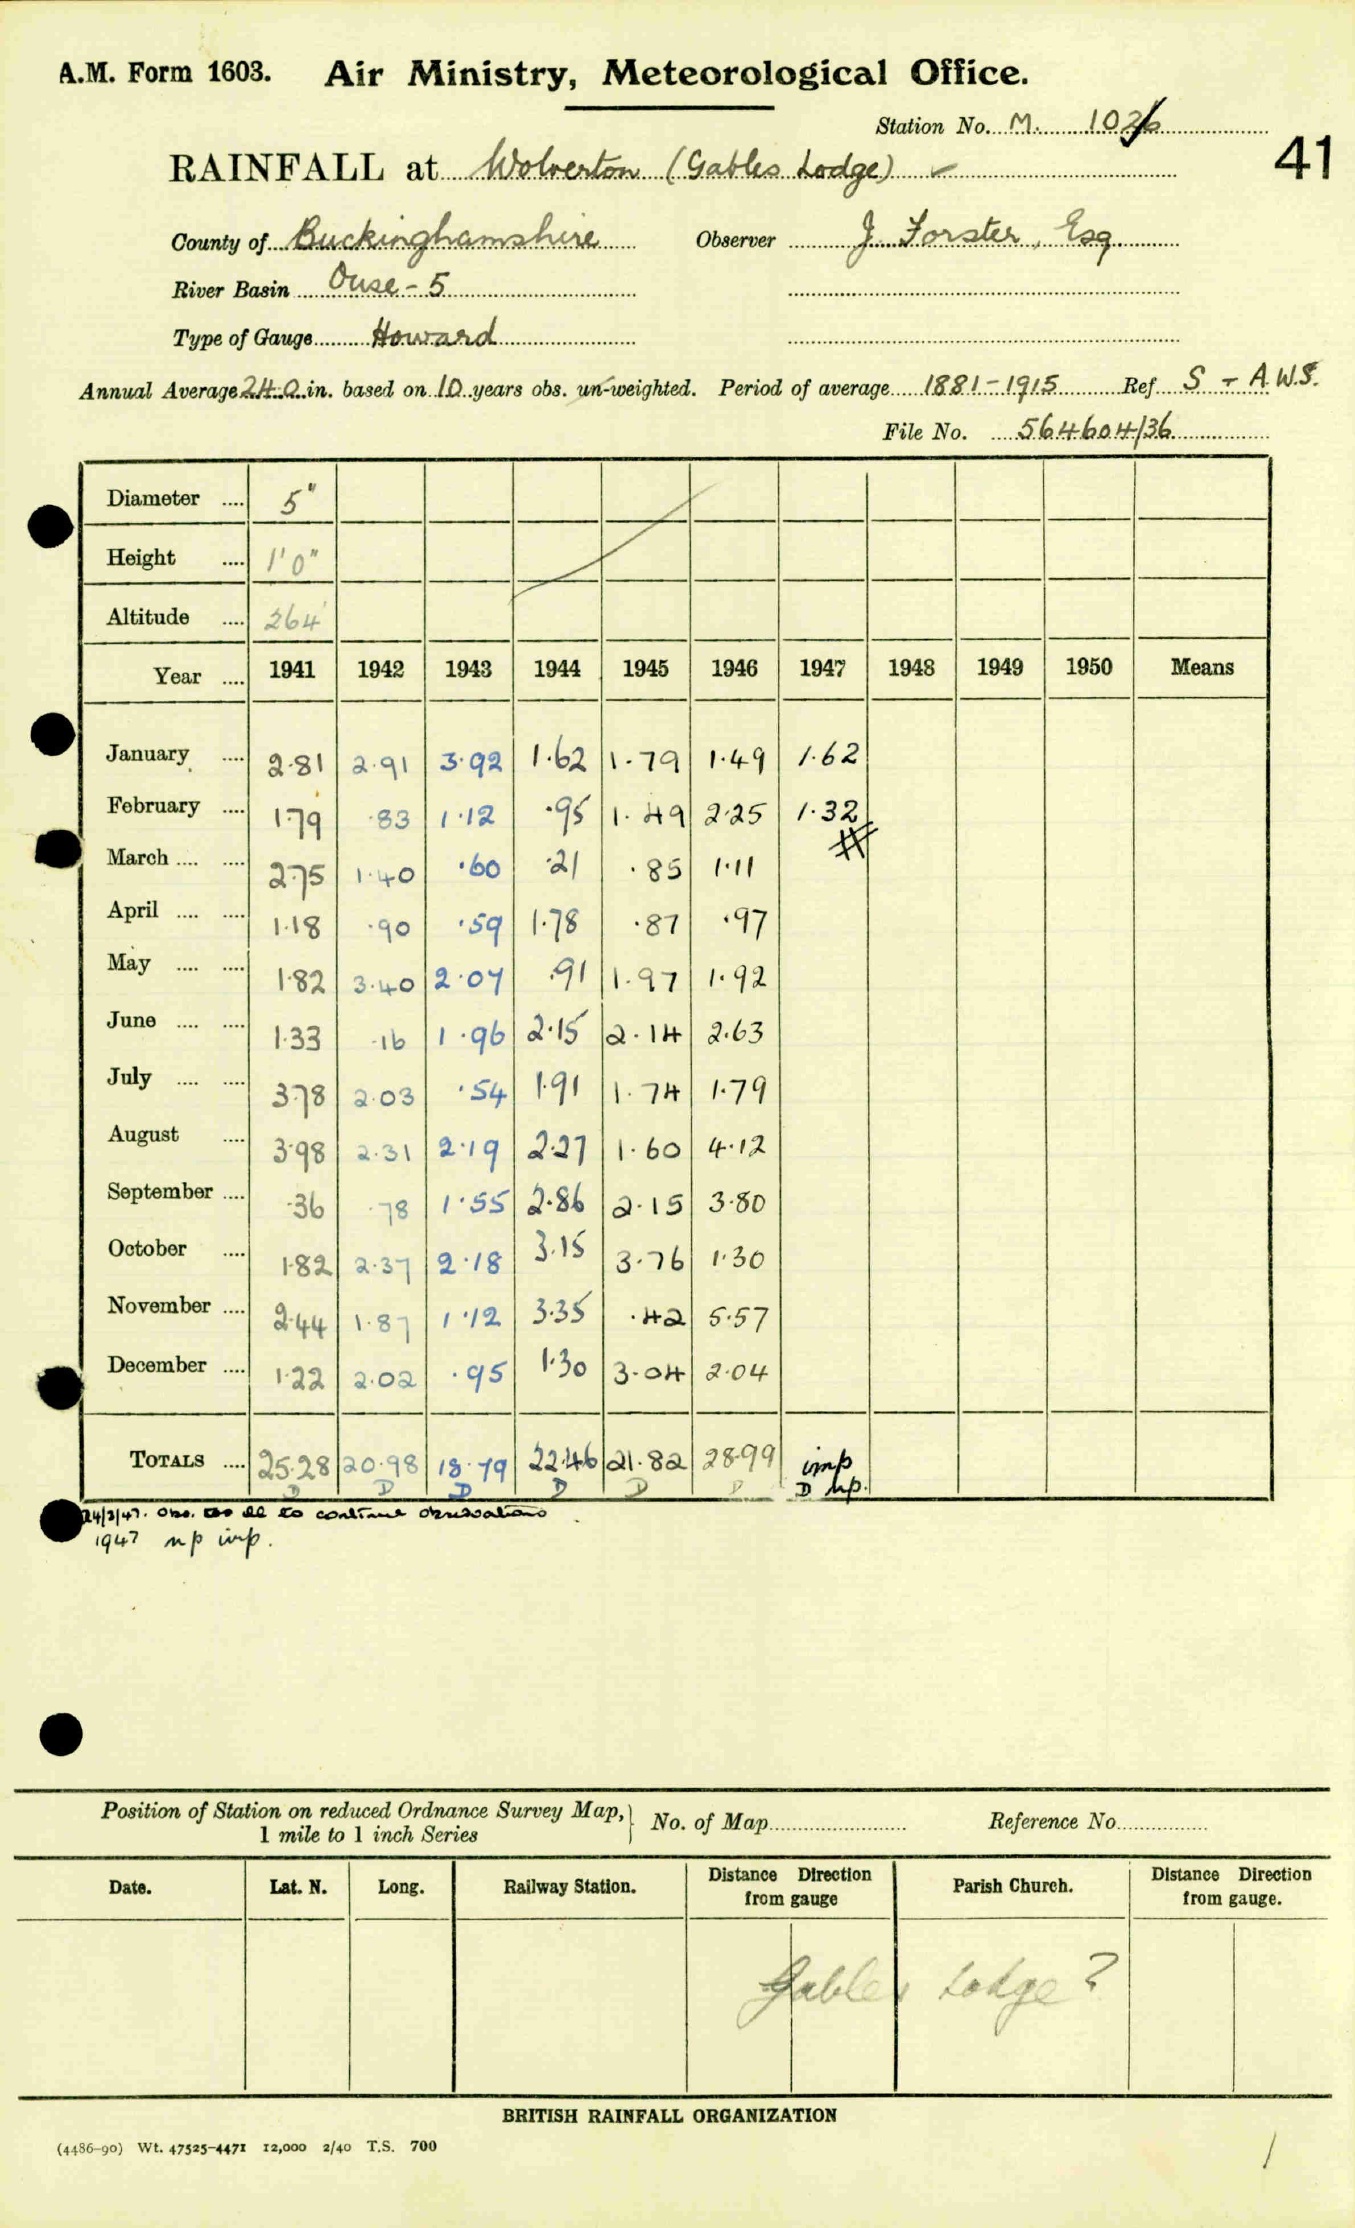 A.M. Form 1603. Air Ministry, Meteorological Office.
Station No. M. 102
41
RAINFALL at Wolverton (Gables Lodge) ✓
County of Buckinghamshire Observer J. Forster, Esq.
River Basin Ouse - 5
Type of Gauge Howard
Annual Average 24.0 in. based on 10 years obs. un-weighted. Period of average 1881-1915 Ref S - A.W.S.
File No. 564604/36
Diameter .... 5"
Height .... 1' 0"
Altitude .... 264'
Year .... 1941 1942 1943 1944 1945 1946 1947 1948 1949 1950 Means
January .... 2.81 2.91 3.92 1.62 1.79 1.49 1.62
February .... 1.79 .83 1.12 .95 1.49 2.25 1.32
March .... .... 2.75 1.40 .60 .21 .85 1.11
April .... .... 1.18 .90 .59 1.78 .87 .97
May .... .... 1.82 3.40 2.07 .91 1.97 1.92
June .... .... 1.33 .16 1.96 2.15 2.14 2.63
July .... .... 3.78 2.03 .54 1.91 1.74 1.79
August .... 3.98 2.31 2.19 2.27 1.60 4.12
September .... .36 .78 1.55 2.86 2.15 3.80
October .... 1.82 2.37 2.18 3.15 3.76 1.30
November .... 2.44 1.87 1.12 3.35 .42 5.57
December .... 1.22 2.02 .95 1.30 3.04 2.04
TOTALS .... 25.28 20.98 18.79 22.46 21.82 28.99 imp
D D D D D D D np.
24/3/47. Obs. too ill to continue observations
1947 np imp.
Position of Station on reduced Ordnance Survey Map, 1 mile to 1 inch Series } No. of Map Reference No
Date. Lat. N. Long. Railway Station. Distance from gauge Direction Parish Church. Distance Direction from gauge.
Gables Lodge?
BRITISH RAINFALL ORGANIZATION
(4486-90) Wt. 47525-4471 12,000 2/40 T.S. 700